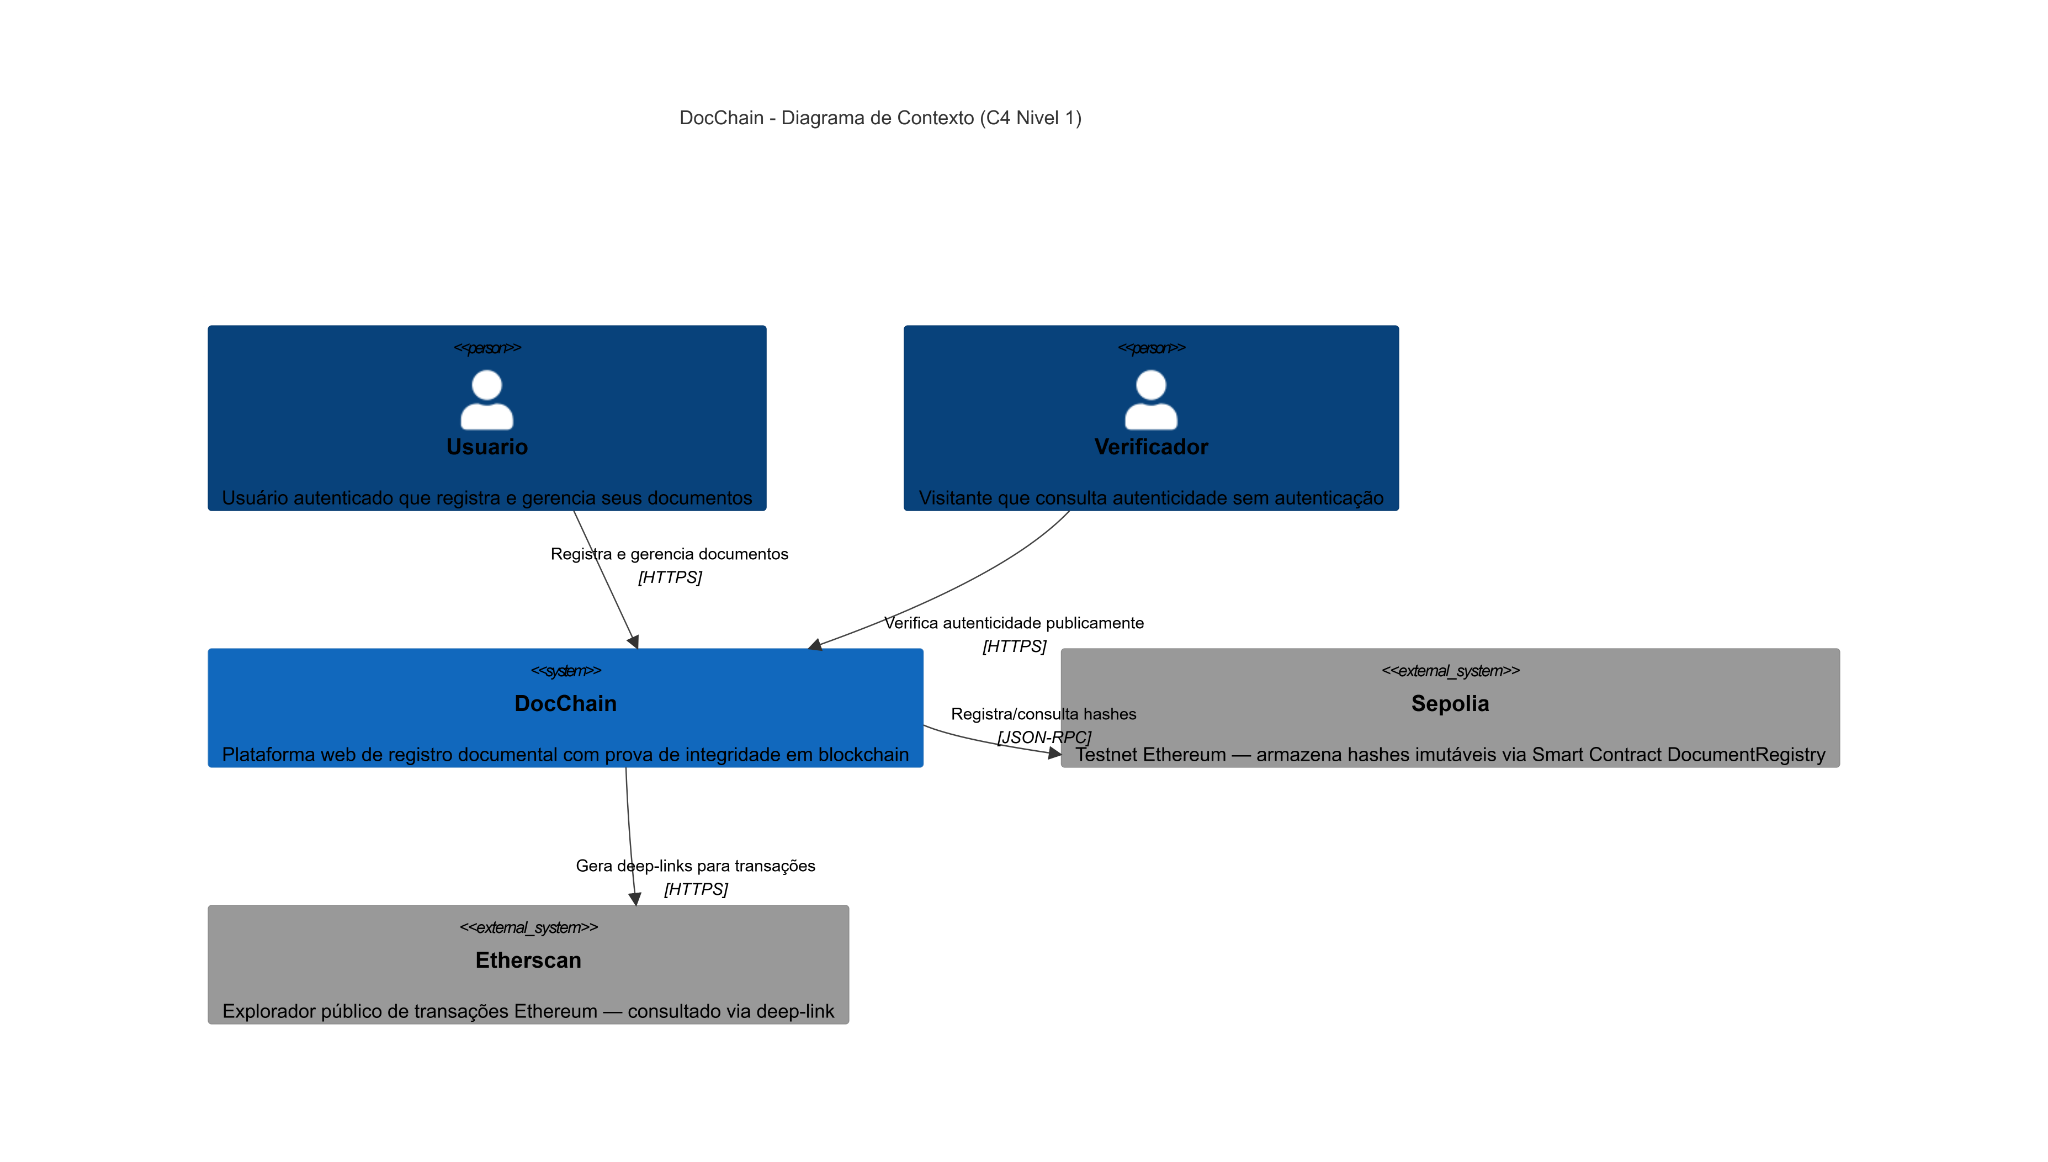 DocChain - Diagrama de Contexto (C4 Nivel 1)
<<person>>
Usuario
Usuário autenticado que registra e gerencia seus documentos
<<person>>
Verificador
Visitante que consulta autenticidade sem autenticação
Registra e gerencia documentos
[HTTPS]
Verifica autenticidade publicamente
[HTTPS]
<<system>>
DocChain
Plataforma web de registro documental com prova de integridade em blockchain
Registra/consulta hashes
[JSON-RPC]
<<external_system>>
Sepolia
Testnet Ethereum — armazena hashes imutáveis via Smart Contract DocumentRegistry
Gera deep-links para transações
[HTTPS]
<<external_system>>
Etherscan
Explorador público de transações Ethereum — consultado via deep-link